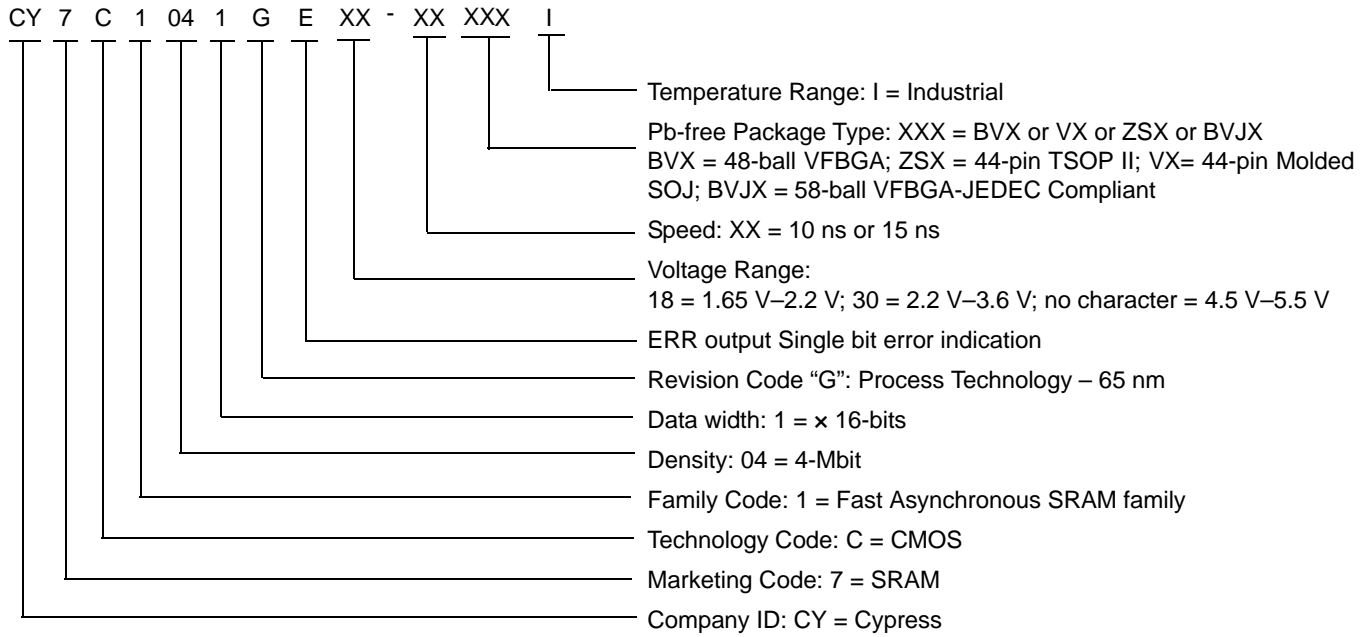 CY 7 C 1 04 1 G E XX - XX XXX I
Temperature Range: I = Industrial
Pb-free Package Type: XXX = BVX or VX or ZSX or BVJX
BVX = 48-ball VFBGA; ZSX = 44-pin TSOP II; VX= 44-pin Molded
SOJ; BVJX = 58-ball VFBGA-JEDEC Compliant
Speed: XX = 10 ns or 15 ns
Voltage Range:
18 = 1.65 V–2.2 V; 30 = 2.2 V–3.6 V; no character = 4.5 V–5.5 V
ERR output Single bit error indication
Revision Code “G”: Process Technology – 65 nm
Data width: 1 = × 16-bits
Density: 04 = 4-Mbit
Family Code: 1 = Fast Asynchronous SRAM family
Technology Code: C = CMOS
Marketing Code: 7 = SRAM
Company ID: CY = Cypress